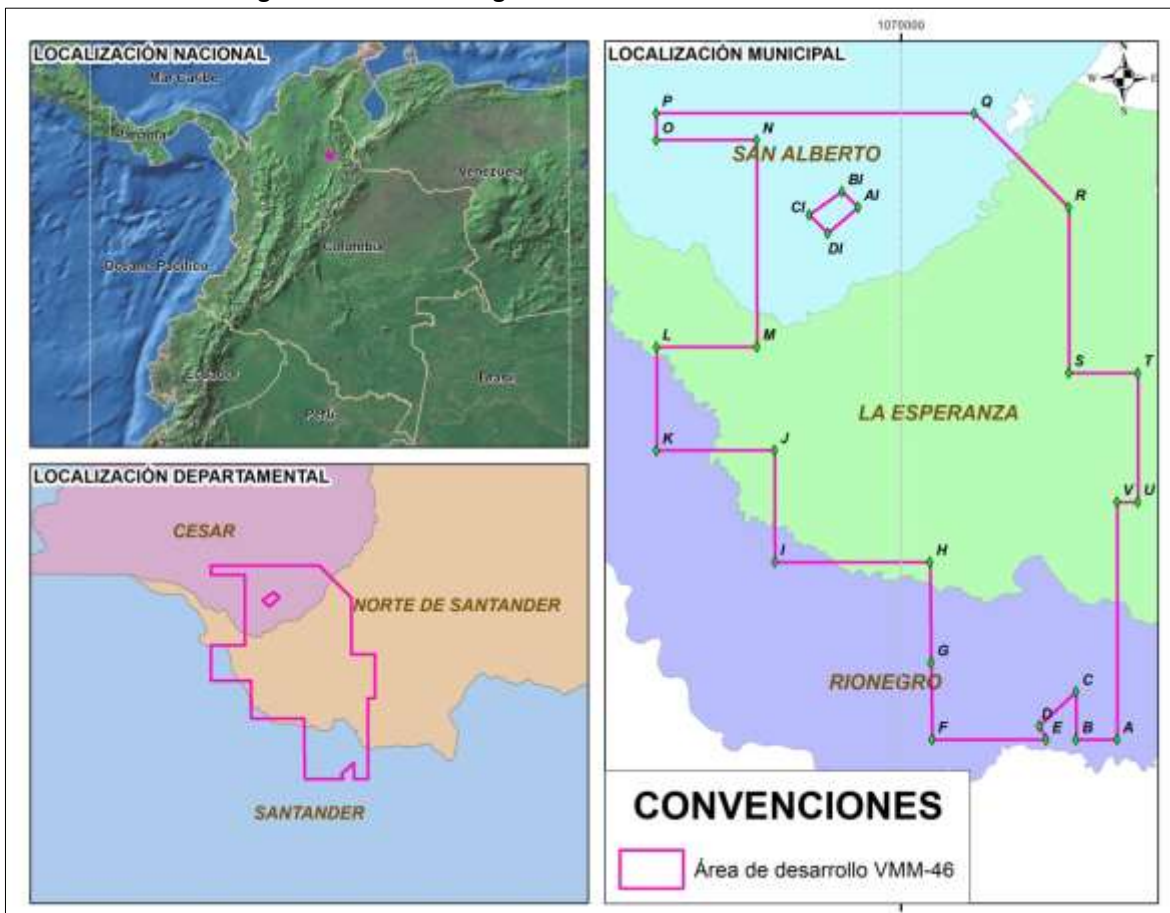 LOCALIZACIÓN NACIONAL
Mar Caribe
Panamá
Venezuela
Colombia
Océano Pacífico
Ecuador
Perú
Brasil
LOCALIZACIÓN DEPARTAMENTAL
CESAR
NORTE DE SANTANDER
SANTANDER
1070000
LOCALIZACIÓN MUNICIPAL
N
W E
S
P
Q
O
N
SAN ALBERTO
BI
AI
R
CI
DI
L
M
S
T
LA ESPERANZA
K
J
V
U
I
H
G
RIONEGRO
C
D
F
E
B
A
CONVENCIONES
Área de desarrollo VMM-46